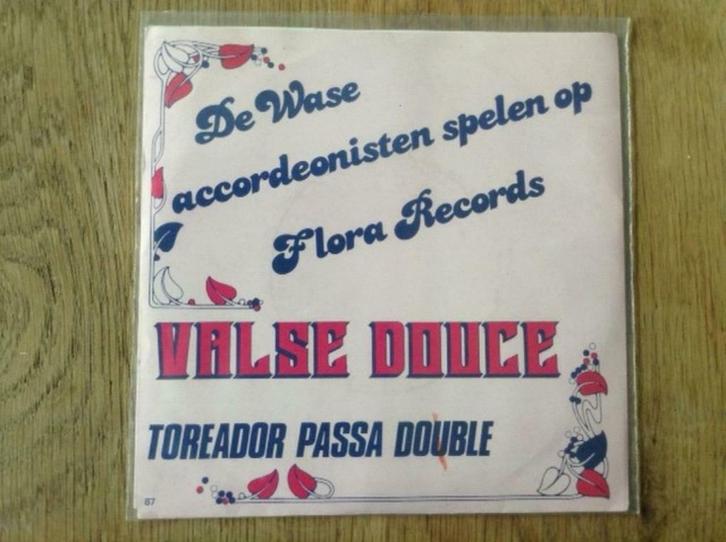 De Wase
accordeonisten spelen op
Flora Records
VALSE DOUCE
TOREADOR PASSA DOUBLE
87